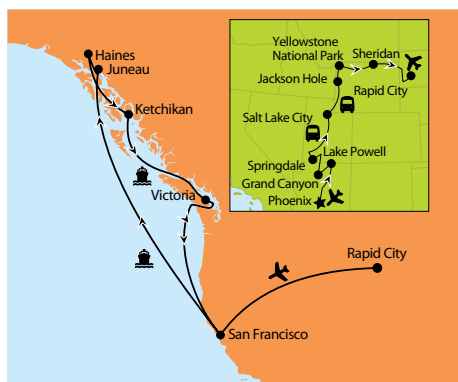 Haines
Juneau
Ketchikan
Victoria
San Francisco
Rapid City
Yellowstone
National Park
Sheridan
Jackson Hole
Rapid City
Salt Lake City
Lake Powell
Springdale
Grand Canyon
Phoenix